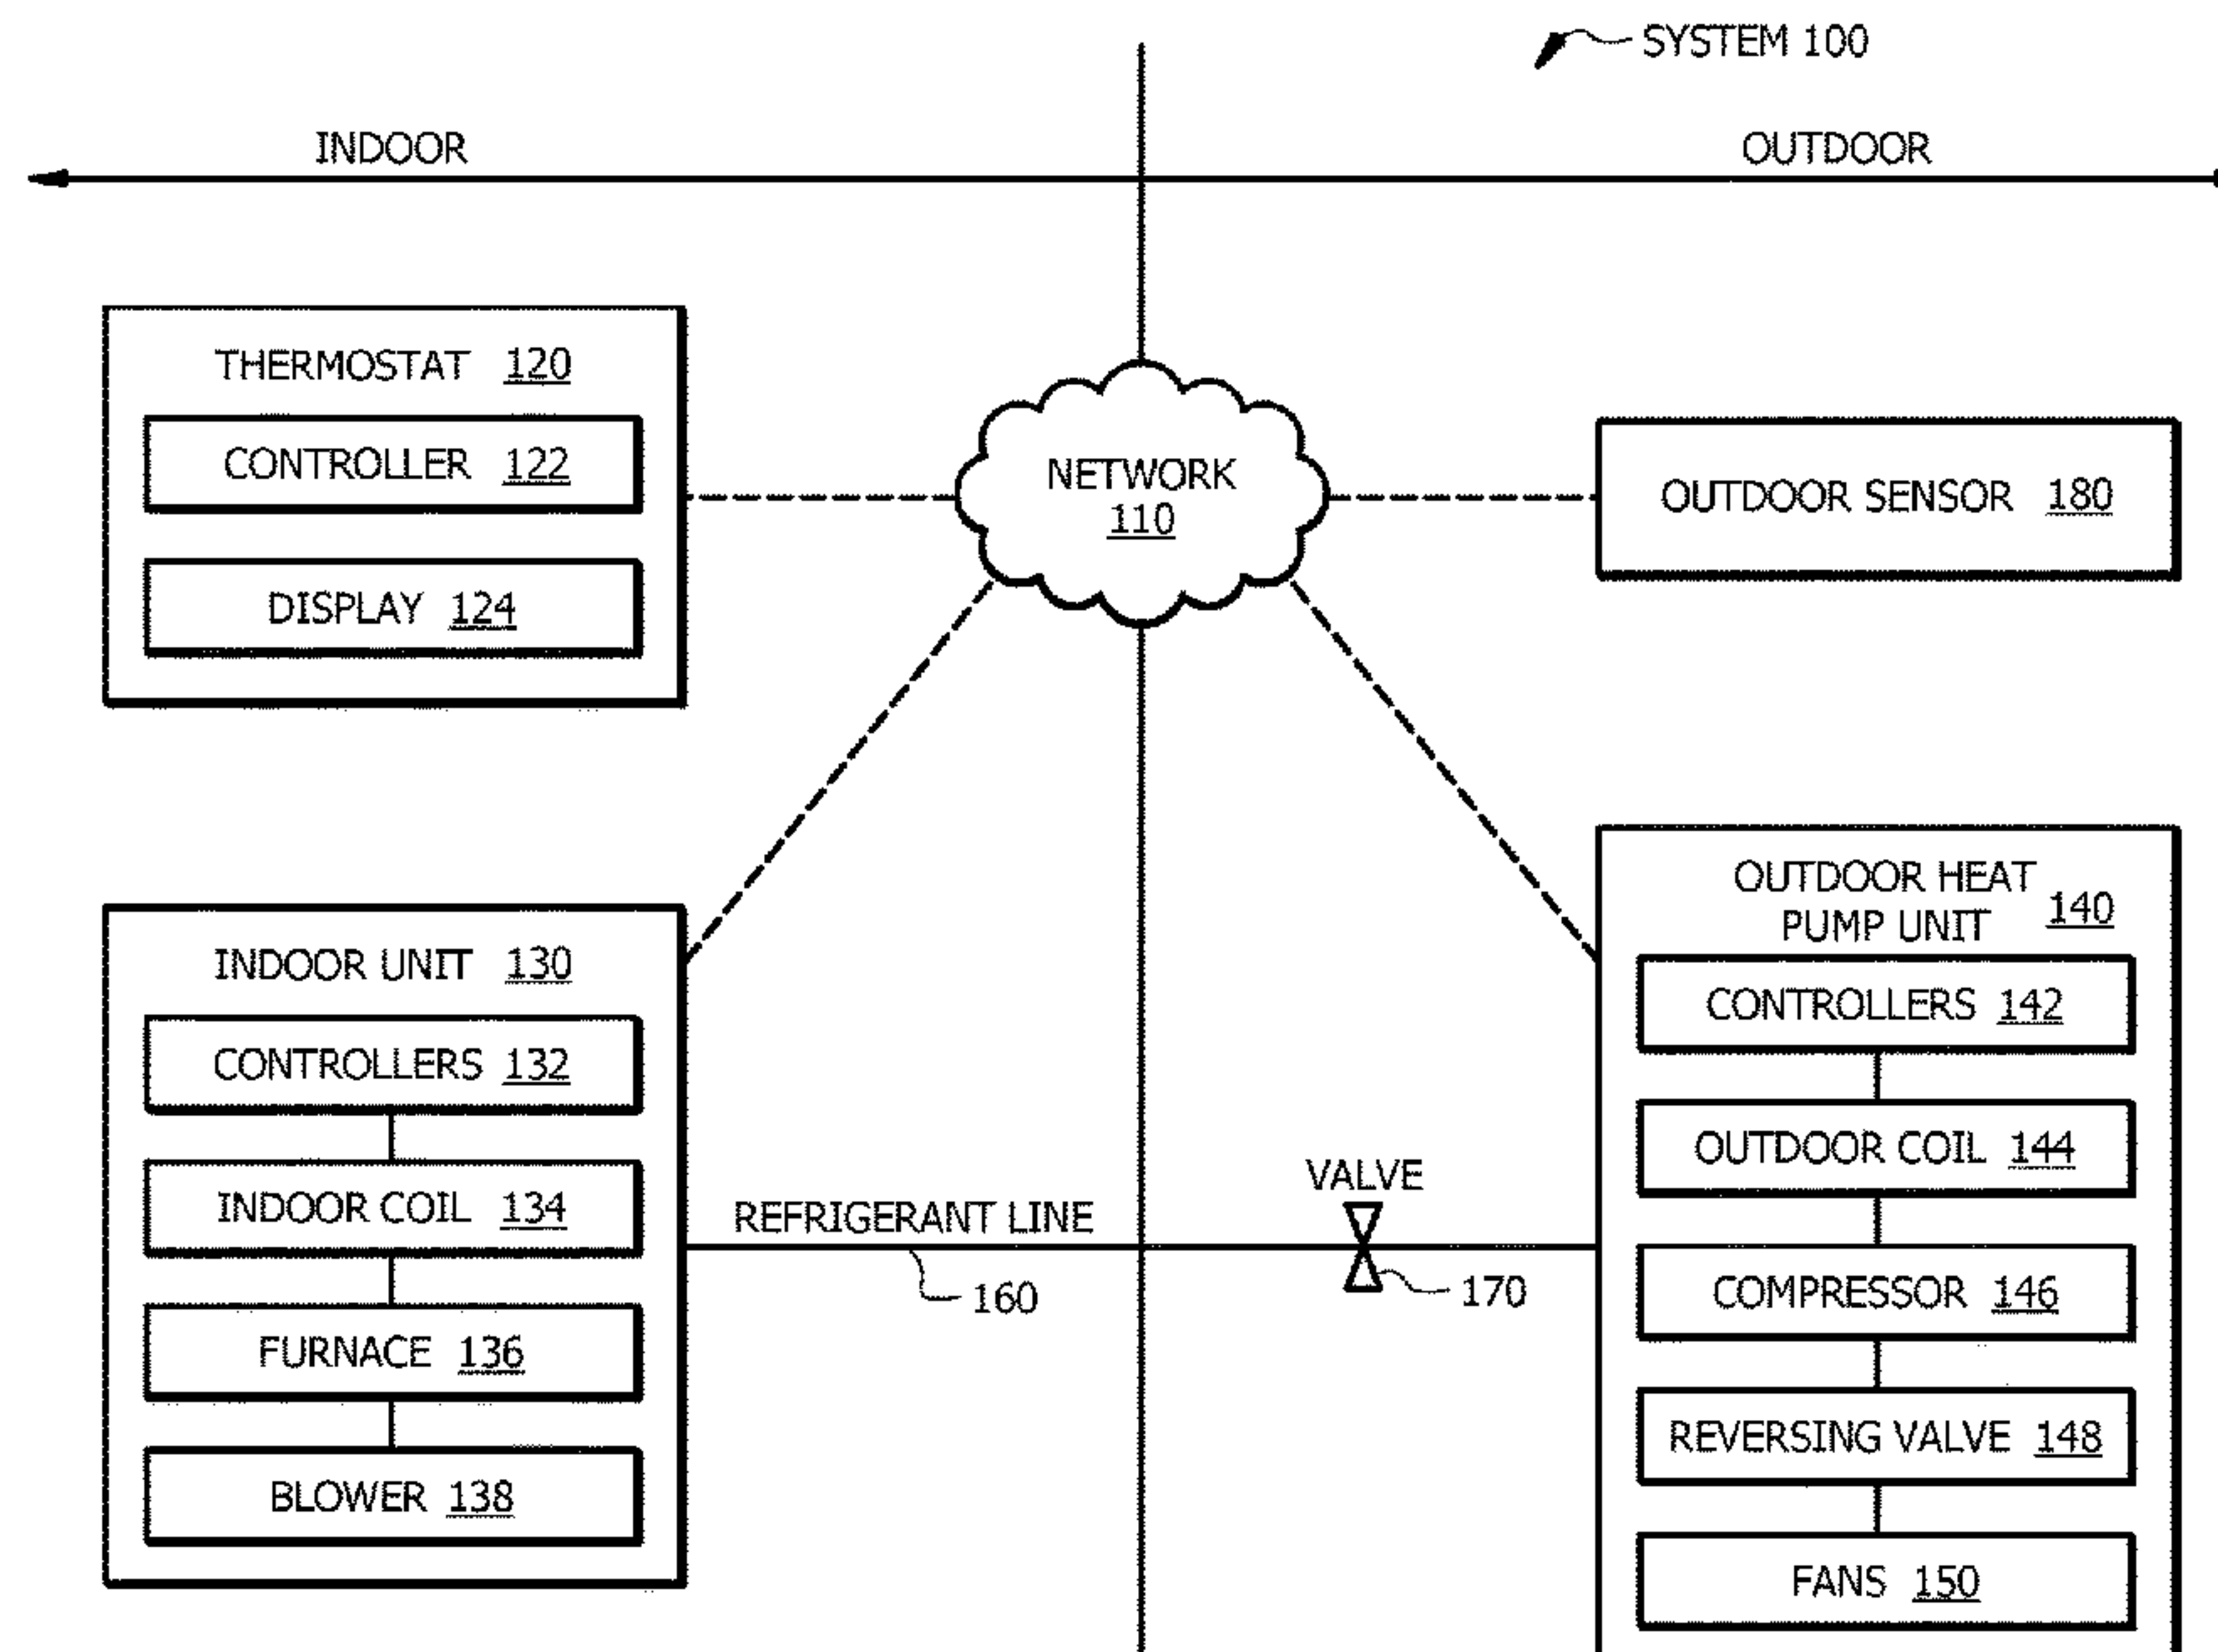 SYSTEM 100
INDOOR
OUTDOOR
THERMOSTAT 120
CONTROLLER 122
DISPLAY 124
NETWORK
110
OUTDOOR SENSOR 180
INDOOR UNIT 130
CONTROLLERS 132
INDOOR COIL 134
FURNACE 136
BLOWER 138
REFRIGERANT LINE
160
VALVE
170
OUTDOOR HEAT
PUMP UNIT 140
CONTROLLERS 142
OUTDOOR COIL 144
COMPRESSOR 146
REVERSING VALVE 148
FANS 150